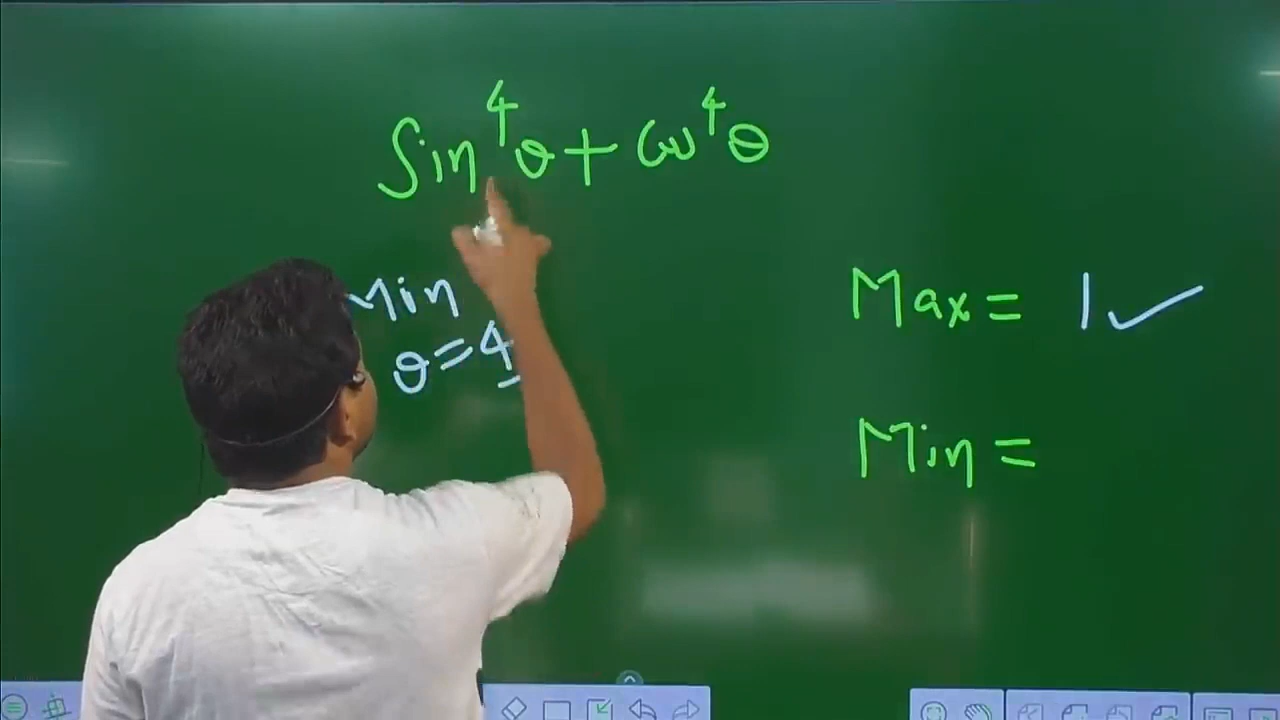 Sin⁴θ + Cos⁴θ
Min
θ = 4
Max = 1 ✓
Min =